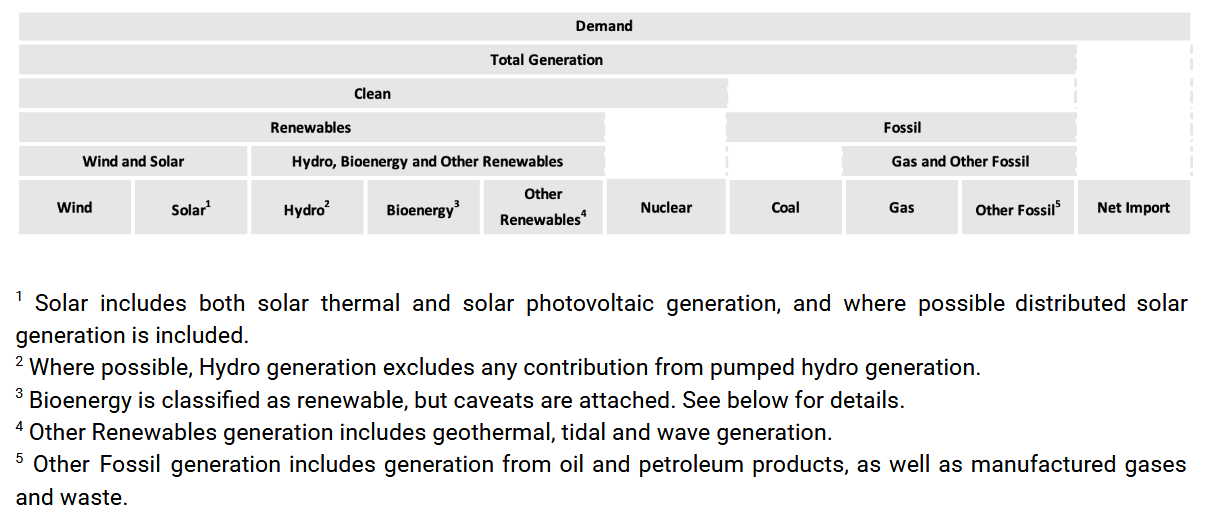 Demand
Total Generation
Clean
Renewables
Fossil
Wind and Solar
Hydro, Bioenergy and Other Renewables
Gas and Other Fossil
Wind
Solar¹
Hydro²
Bioenergy³
Other
Renewables⁴
Nuclear
Coal
Gas
Other Fossil⁵
Net Import
¹ Solar includes both solar thermal and solar photovoltaic generation, and where possible distributed solar
generation is included.
² Where possible, Hydro generation excludes any contribution from pumped hydro generation.
³ Bioenergy is classified as renewable, but caveats are attached. See below for details.
⁴ Other Renewables generation includes geothermal, tidal and wave generation.
⁵ Other Fossil generation includes generation from oil and petroleum products, as well as manufactured gases
and waste.